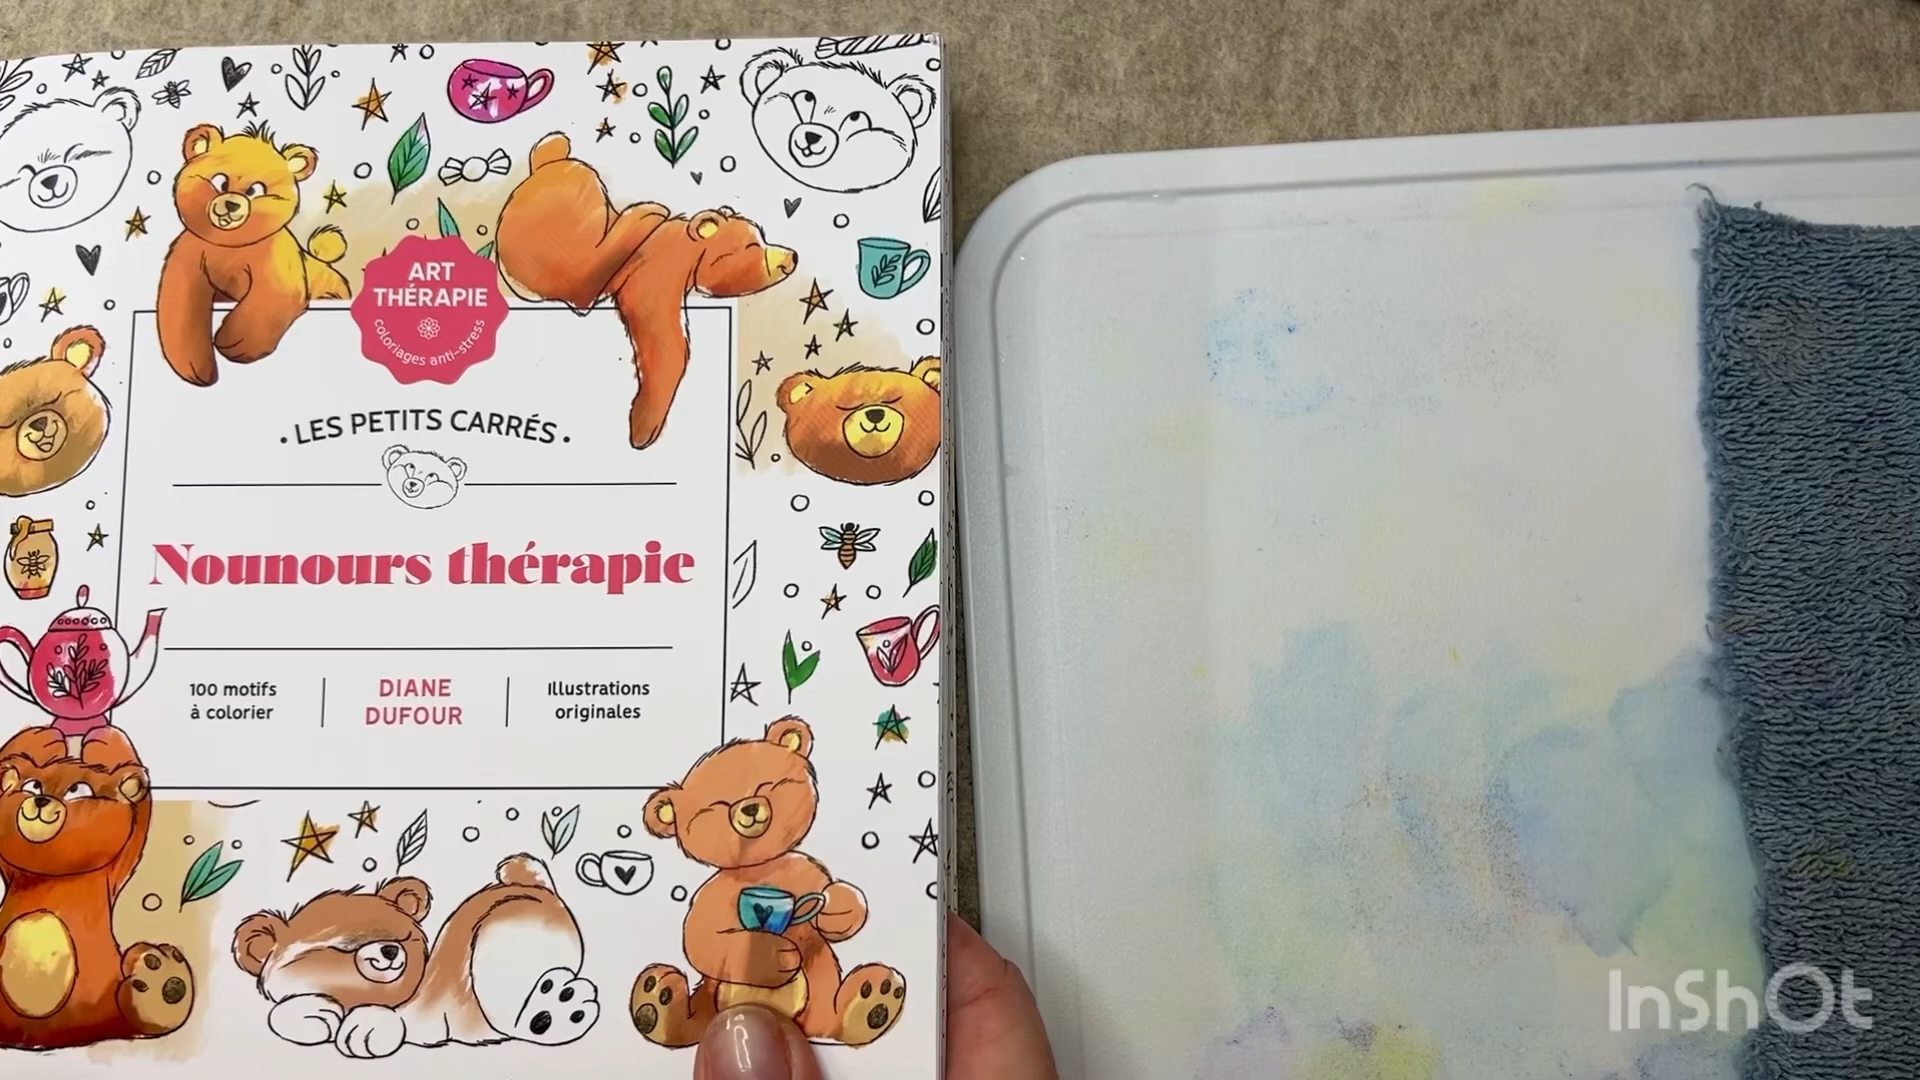 ART
THÉRAPIE
coloriages anti-stress
• LES PETITS CARRÉS •
Nounours thérapie
100 motifs
à colorier
DIANE
DUFOUR
Illustrations
originales
InShOt